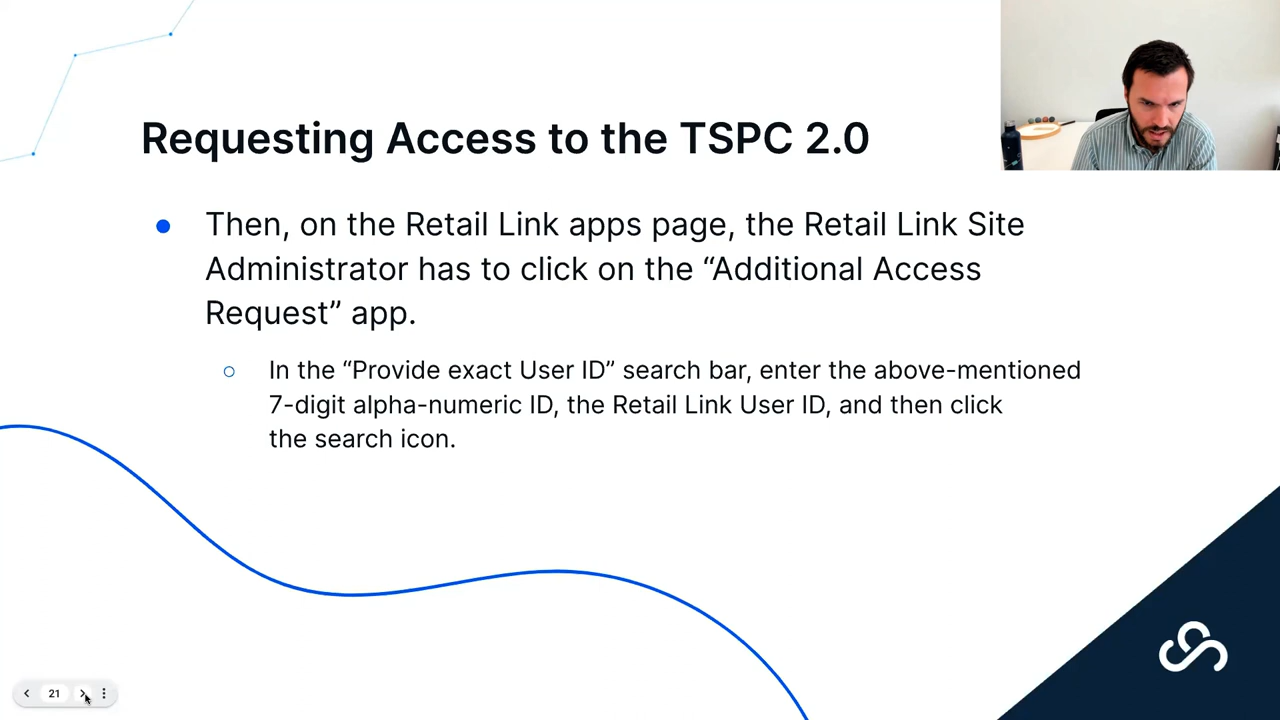 Requesting Access to the TSPC 2.0
Then, on the Retail Link apps page, the Retail Link Site
Administrator has to click on the “Additional Access
Request” app.
In the “Provide exact User ID” search bar, enter the above-mentioned
7-digit alpha-numeric ID, the Retail Link User ID, and then click
the search icon.
21